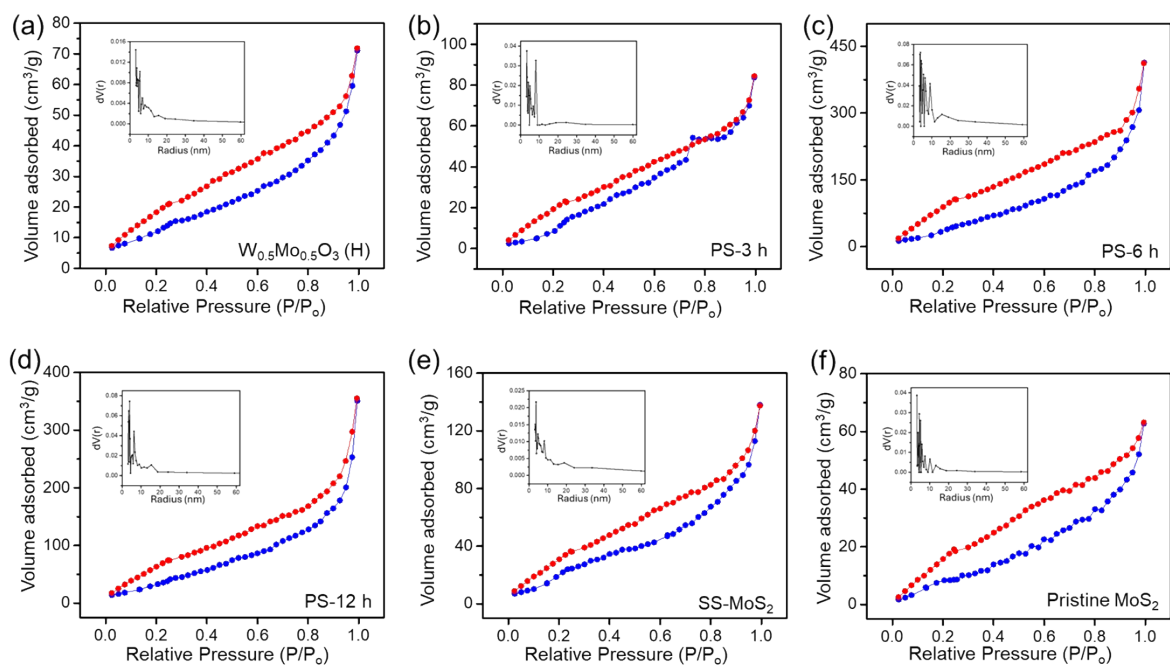 (a)
80
70
60
50
40
30
20
10
0
Volume adsorbed (cm³/g)
0.0 0.2 0.4 0.6 0.8 1.0
Relative Pressure (P/Pₒ)
W₀.₅Mo₀.₅O₃ (H)
0.016
0.012
0.008
0.004
0.000
dV(r)
0 10 20 30 40 50 60
Radius (nm)
(b)
100
80
60
40
20
0
Volume adsorbed (cm³/g)
0.0 0.2 0.4 0.6 0.8 1.0
Relative Pressure (P/Pₒ)
PS-3 h
0.04
0.03
0.02
0.01
0.00
dV(r)
0 10 20 30 40 50 60
Radius (nm)
(c)
450
300
150
0
Volume adsorbed (cm³/g)
0.0 0.2 0.4 0.6 0.8 1.0
Relative Pressure (P/Pₒ)
PS-6 h
0.08
0.06
0.04
0.02
0.00
dV(r)
0 10 20 30 40 50 60
Radius (nm)
(d)
400
300
200
100
0
Volume adsorbed (cm³/g)
0.0 0.2 0.4 0.6 0.8 1.0
Relative Pressure (P/Pₒ)
PS-12 h
0.08
0.06
0.04
0.02
0.00
dV(r)
0 10 20 30 40 50 60
Radius (nm)
(e)
160
120
80
40
0
Volume adsorbed (cm³/g)
0.0 0.2 0.4 0.6 0.8 1.0
Relative Pressure (P/Pₒ)
SS-MoS₂
0.025
0.020
0.015
0.010
0.005
0.000
dV(r)
0 10 20 30 40 50 60
Radius (nm)
(f)
80
60
40
20
0
Volume adsorbed (cm³/g)
0.0 0.2 0.4 0.6 0.8 1.0
Relative Pressure (P/Pₒ)
Pristine MoS₂
0.04
0.03
0.02
0.01
0.00
dV(r)
0 10 20 30 40 50 60
Radius (nm)